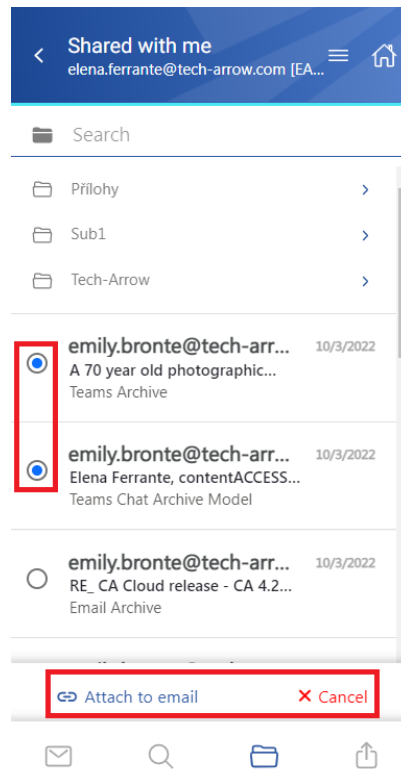 Shared with me
elena.ferrante@tech-arrow.com [EA...
Search
Přílohy
Sub1
Tech-Arrow
emily.bronte@tech-arr... 10/3/2022
A 70 year old photographic...
Teams Archive
emily.bronte@tech-arr... 10/3/2022
Elena Ferrante, contentACCESS...
Teams Chat Archive Model
emily.bronte@tech-arr... 10/3/2022
RE_ CA Cloud release - CA 4.2...
Email Archive
Attach to email Cancel